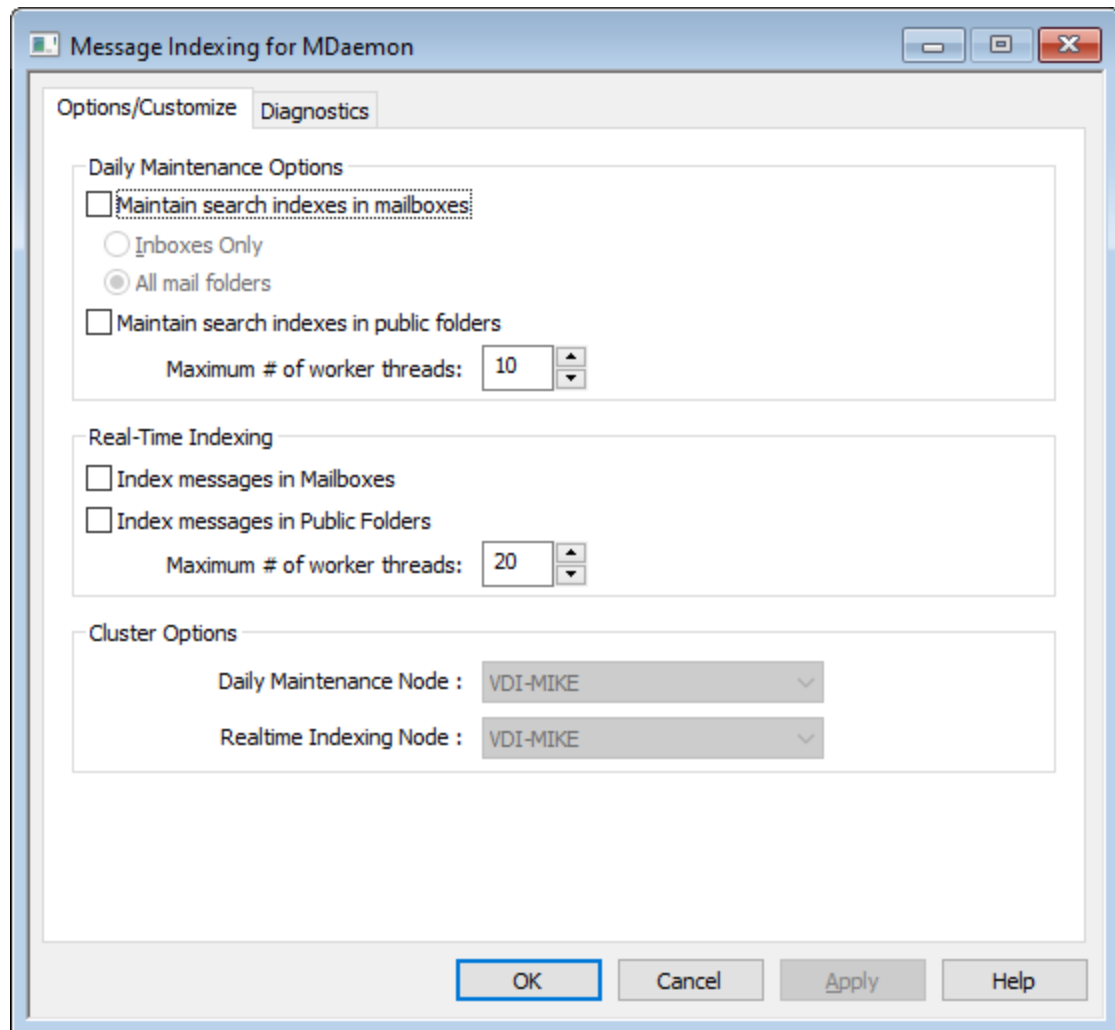 Message Indexing for MDaemon
Options/Customize Diagnostics
Daily Maintenance Options
Maintain search indexes in mailboxes
Inboxes Only
All mail folders
Maintain search indexes in public folders
Maximum # of worker threads: 10
Real-Time Indexing
Index messages in Mailboxes
Index messages in Public Folders
Maximum # of worker threads: 20
Cluster Options
Daily Maintenance Node : VDI-MIKE
Realtime Indexing Node : VDI-MIKE
OK Cancel Apply Help